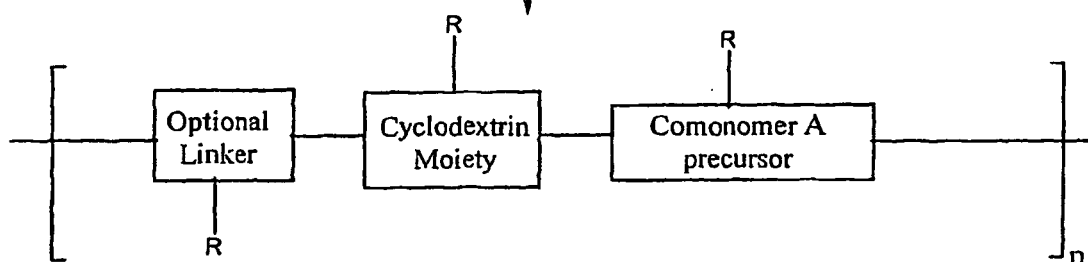 R
R
Optional
Linker
Cyclodextrin
Moiety
Comonomer A
precursor
R
n